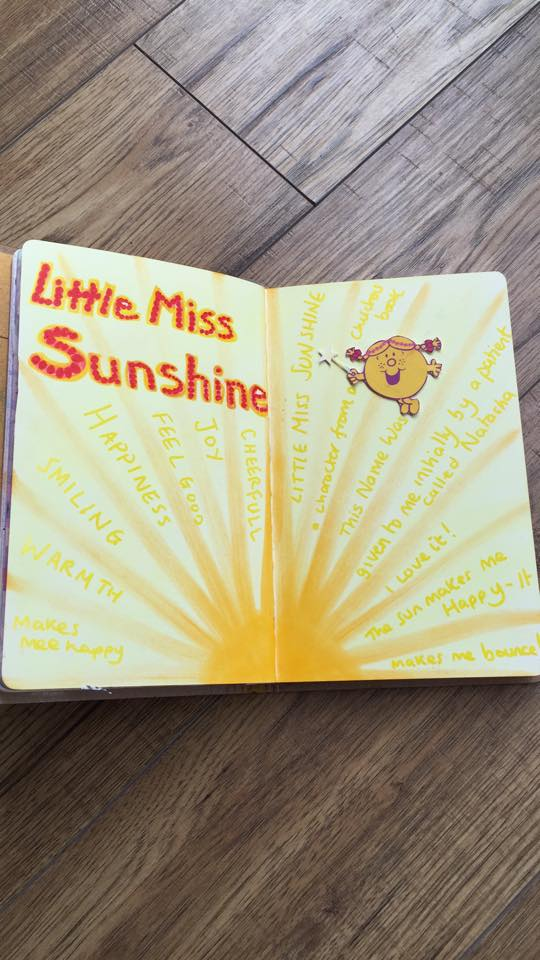 Little Miss
Sunshine
CHEERFULL
JOY
FEEL GOOD
HAPPINESS
SMILING
WARMTH
Makes
mee happy
LITTLE MISS SUNSHINE
a character from a
book
This Name was
given to me initially by a patient
called Natasha
I Love it!
The sun makes me
Happy - It
makes me bounce!